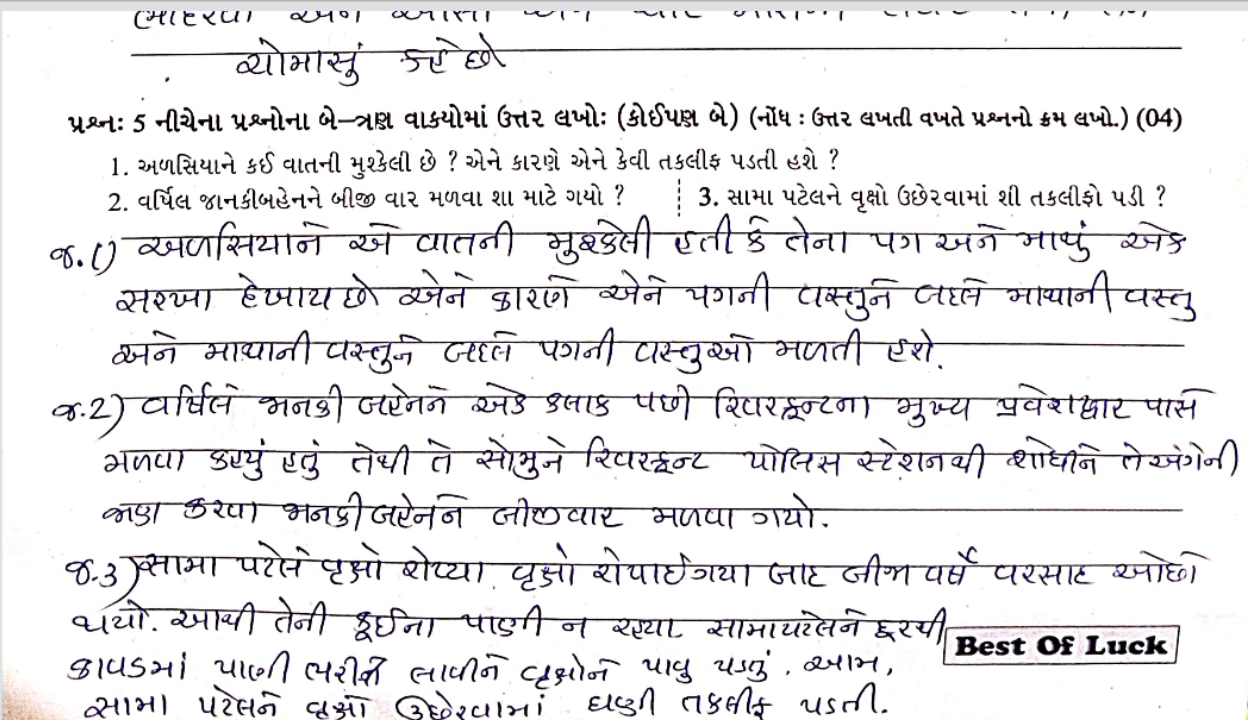 ચોમાસું કહે છે
પ્રશ્ન: 5 નીચેના પ્રશ્નોના બે–ત્રણ વાક્યોમાં ઉત્તર લખો: (કોઈપણ બે) (નોંધ : ઉત્તર લખતી વખતે પ્રશ્નનો ક્રમ લખો.) (04)
1. અળસિયાને કઈ વાતની મુશ્કેલી છે ? એને કારણે એને કેવી તકલીફ પડતી હશે ?
2. વર્ષિલ જાનકીબહેનને બીજી વાર મળવા શા માટે ગયો ? 3. સામા પટેલને વૃક્ષો ઉછેરવામાં શી તકલીફો પડી ?
જ.1) અળસિયાને એ વાતની મુશ્કેલી હતી કે તેના પગ અને માથું એક
સરખા દેખાય છે એને કારણે એને પગની વસ્તુને બદલે માથાની વસ્તુ
અને માથાની વસ્તુને બદલે પગની વસ્તુઓ મળતી હશે.
જ.2) વર્ષિલે જાનકી બહેનને એક કલાક પછી રિવરફ્રન્ટના મુખ્ય પ્રવેશદ્વાર પાસે
મળવા કહ્યું હતું તેથી તે સોમુને રિવરફ્રન્ટ પોલિસ સ્ટેશનથી શોધીને તે અંગેની
જાણ કરવા જાનકી બહેનને બીજીવાર મળવા ગયો.
જ.3) સામા પટેલે વૃક્ષો રોપ્યા. વૃક્ષો રોપાઈ ગયા બાદ બીજા વર્ષે વરસાદ ઓછો
થયો. આથી તેની કૂઈના પાણી ન રહ્યા. સામા પટેલને દૂરથી
Best Of Luck
કાવડમાં પાણી ભરીને લાવીને વૃક્ષોને પાવુ પડતું. આમ,
સામા પટેલને વૃક્ષો ઉછેરવામાં ઘણી તકલીફ પડતી.